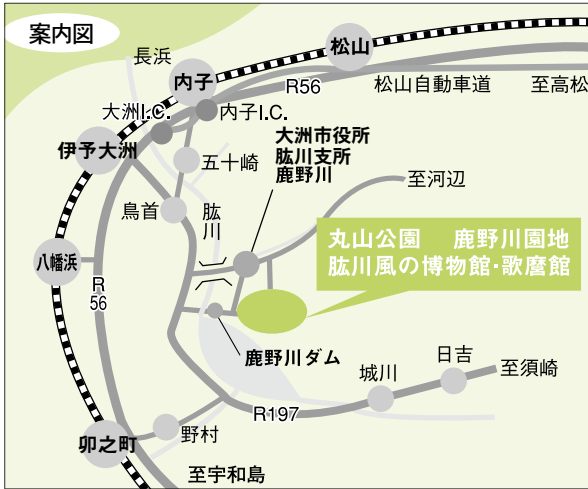 案内図
長浜
松山
内子
R56
松山自動車道
至高松
大洲I.C.
内子I.C.
伊予大洲
五十崎
大洲市役所
肱川支所
鹿野川
至河辺
鳥首
肱川
丸山公園　鹿野川園地
肱川風の博物館・歌麿館
八幡浜
R
56
鹿野川ダム
日吉
城川
至須崎
R197
卯之町
野村
至宇和島